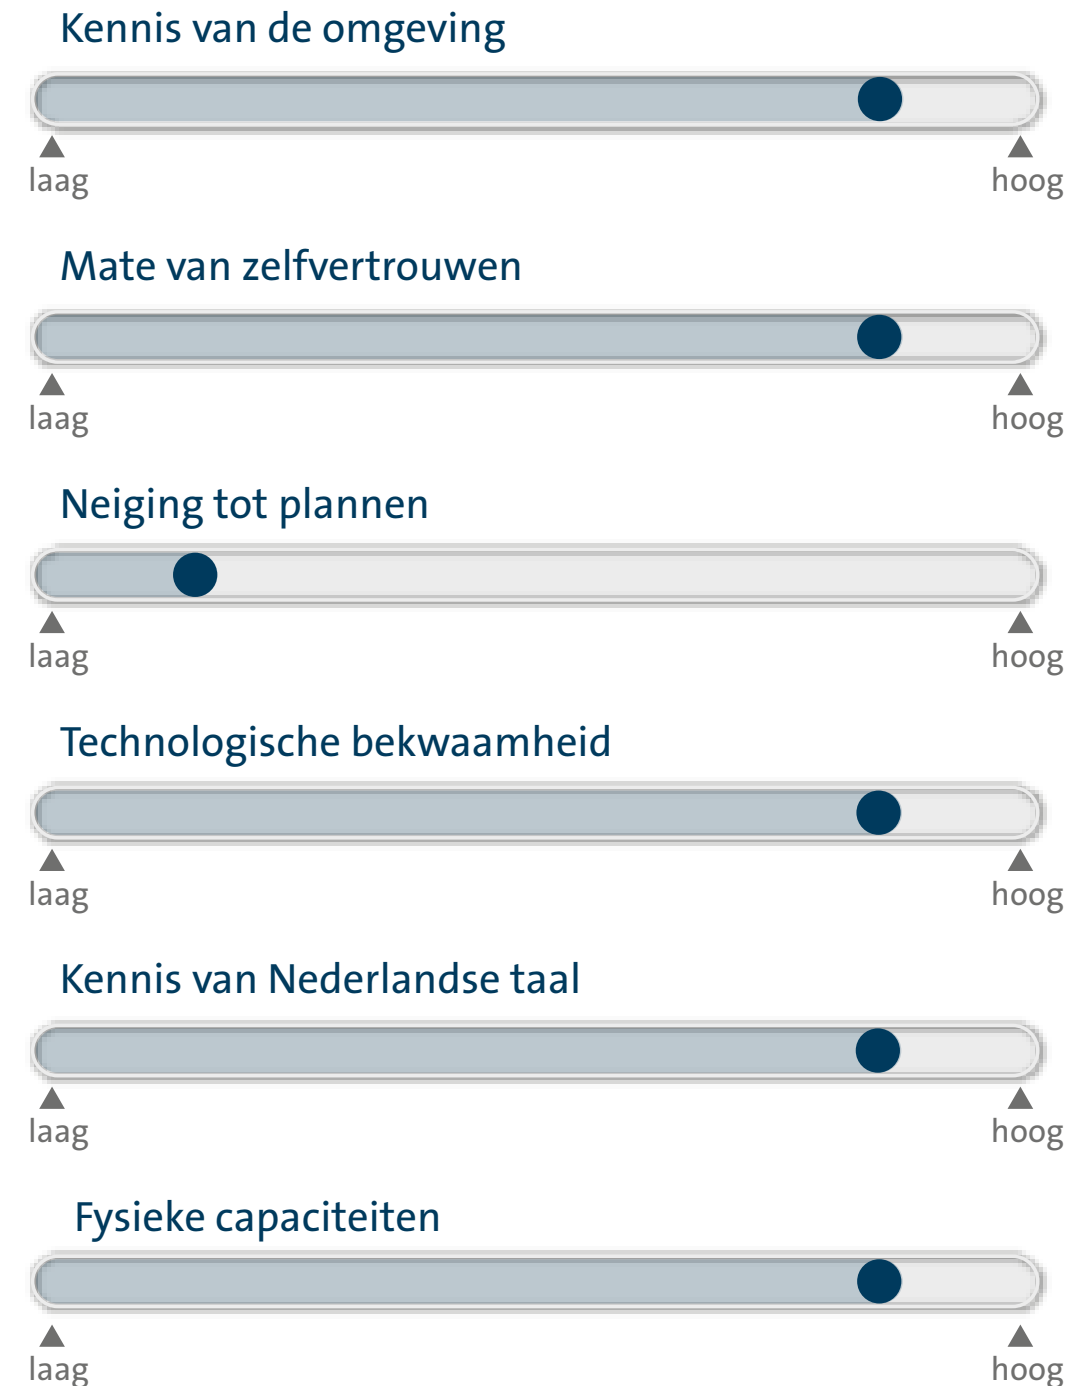 Kennis van de omgeving
laag hoog
Mate van zelfvertrouwen
laag hoog
Neiging tot plannen
laag hoog
Technologische bekwaamheid
laag hoog
Kennis van Nederlandse taal
laag hoog
Fysieke capaciteiten
laag hoog